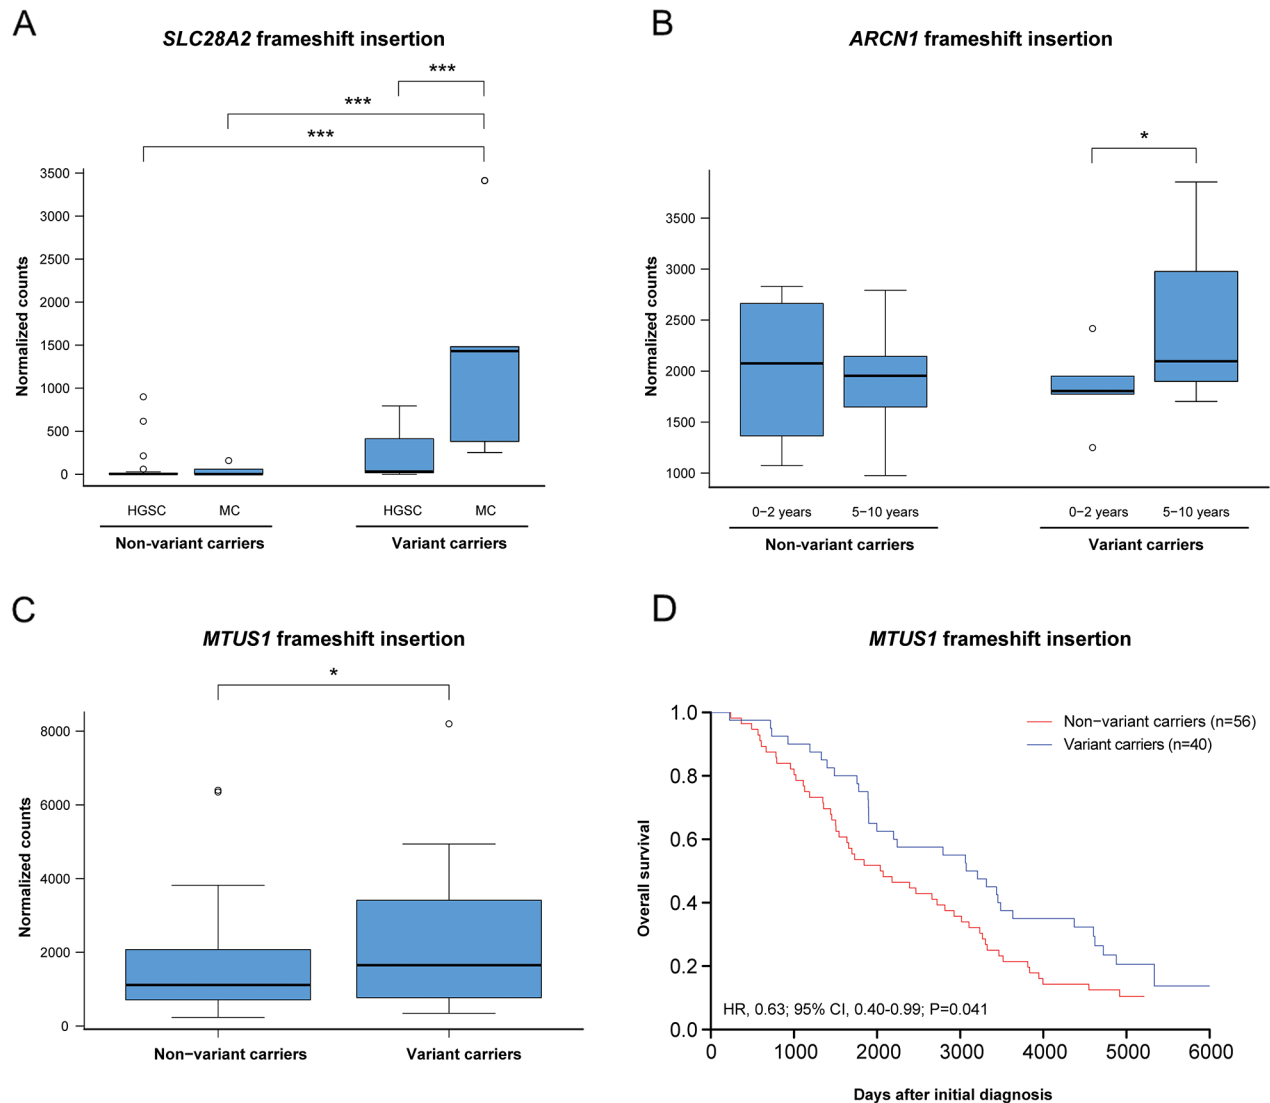 A
SLC28A2 frameshift insertion
***
***
***
Normalized counts
3500
3000
2500
2000
1500
1000
500
0
HGSC MC HGSC MC
Non-variant carriers Variant carriers
B
ARCN1 frameshift insertion
*
Normalized counts
3500
3000
2500
2000
1500
1000
0−2 years 5−10 years 0−2 years 5−10 years
Non-variant carriers Variant carriers
C
MTUS1 frameshift insertion
*
Normalized counts
8000
6000
4000
2000
0
Non−variant carriers Variant carriers
D
MTUS1 frameshift insertion
Non−variant carriers (n=56)
Variant carriers (n=40)
Overall survival
1.0
0.8
0.6
0.4
0.2
0.0
HR, 0.63; 95% CI, 0.40-0.99; P=0.041
0 1000 2000 3000 4000 5000 6000
Days after initial diagnosis